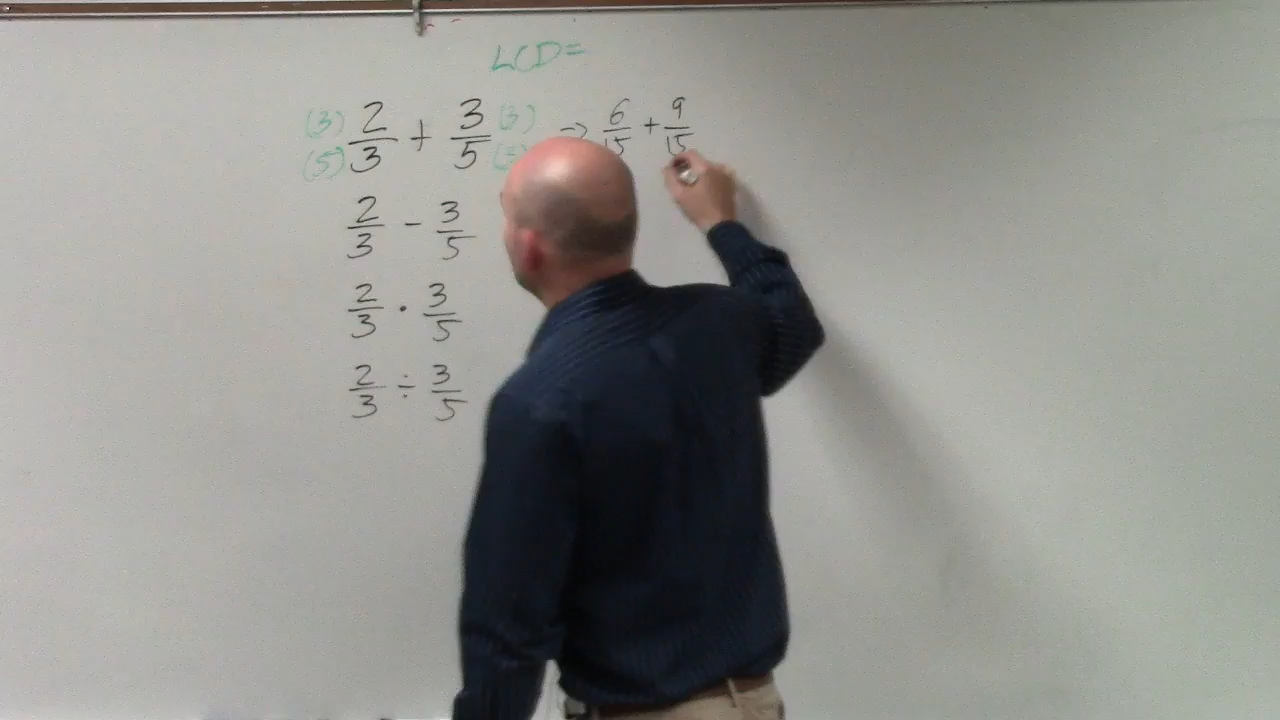 LCD=
(3) 2/3 + 3/5 (3) ⇒ 6/15 + 9/15
(5)
2/3 - 3/5
2/3 · 3/5
2/3 ÷ 3/5